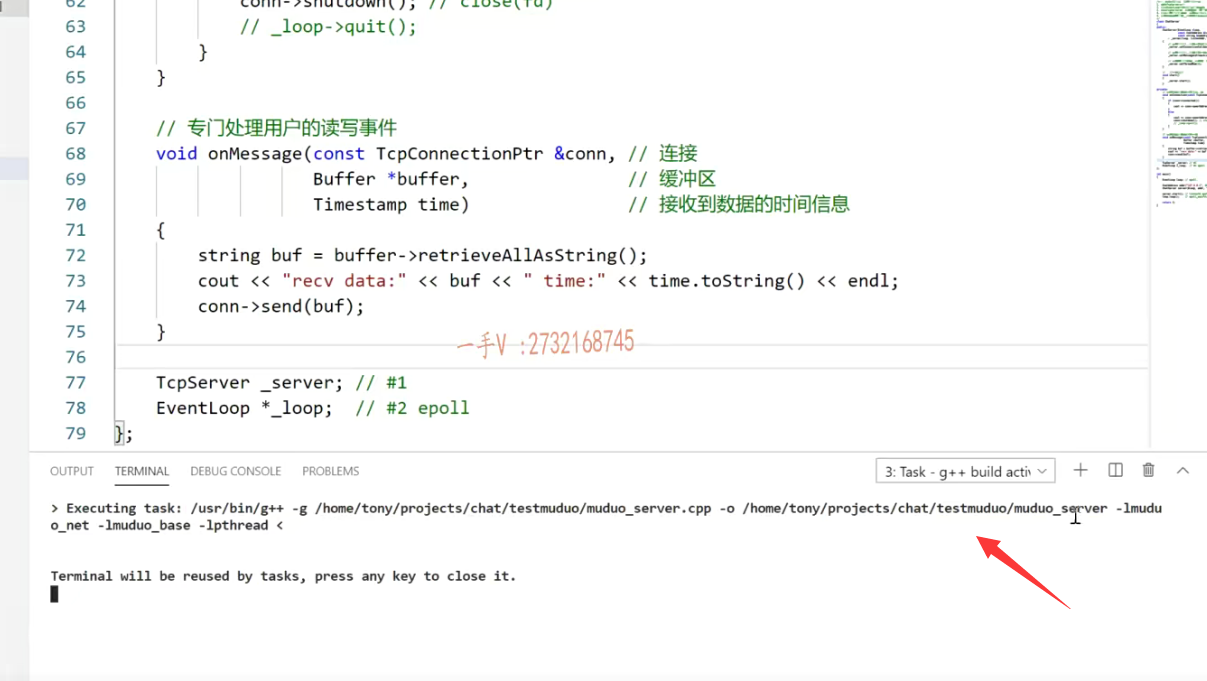 62 conn->shutdown(); // close(fd)
63 // _loop->quit();
64 }
65 }
66
67 // 专门处理用户的读写事件
68 void onMessage(const TcpConnectionPtr &conn, // 连接
69 Buffer *buffer, // 缓冲区
70 Timestamp time) // 接收到数据的时间信息
71 {
72 string buf = buffer->retrieveAllAsString();
73 cout << "recv data:" << buf << " time:" << time.toString() << endl;
74 conn->send(buf);
75 }
一手V :2732168745
76
77 TcpServer _server; // #1
78 EventLoop *_loop; // #2 epoll
79 };
OUTPUT TERMINAL DEBUG CONSOLE PROBLEMS 3: Task - g++ build activ
> Executing task: /usr/bin/g++ -g /home/tony/projects/chat/testmuduo/muduo_server.cpp -o /home/tony/projects/chat/testmuduo/muduo_server -lmudu
o_net -lmuduo_base -lpthread <
Terminal will be reused by tasks, press any key to close it.